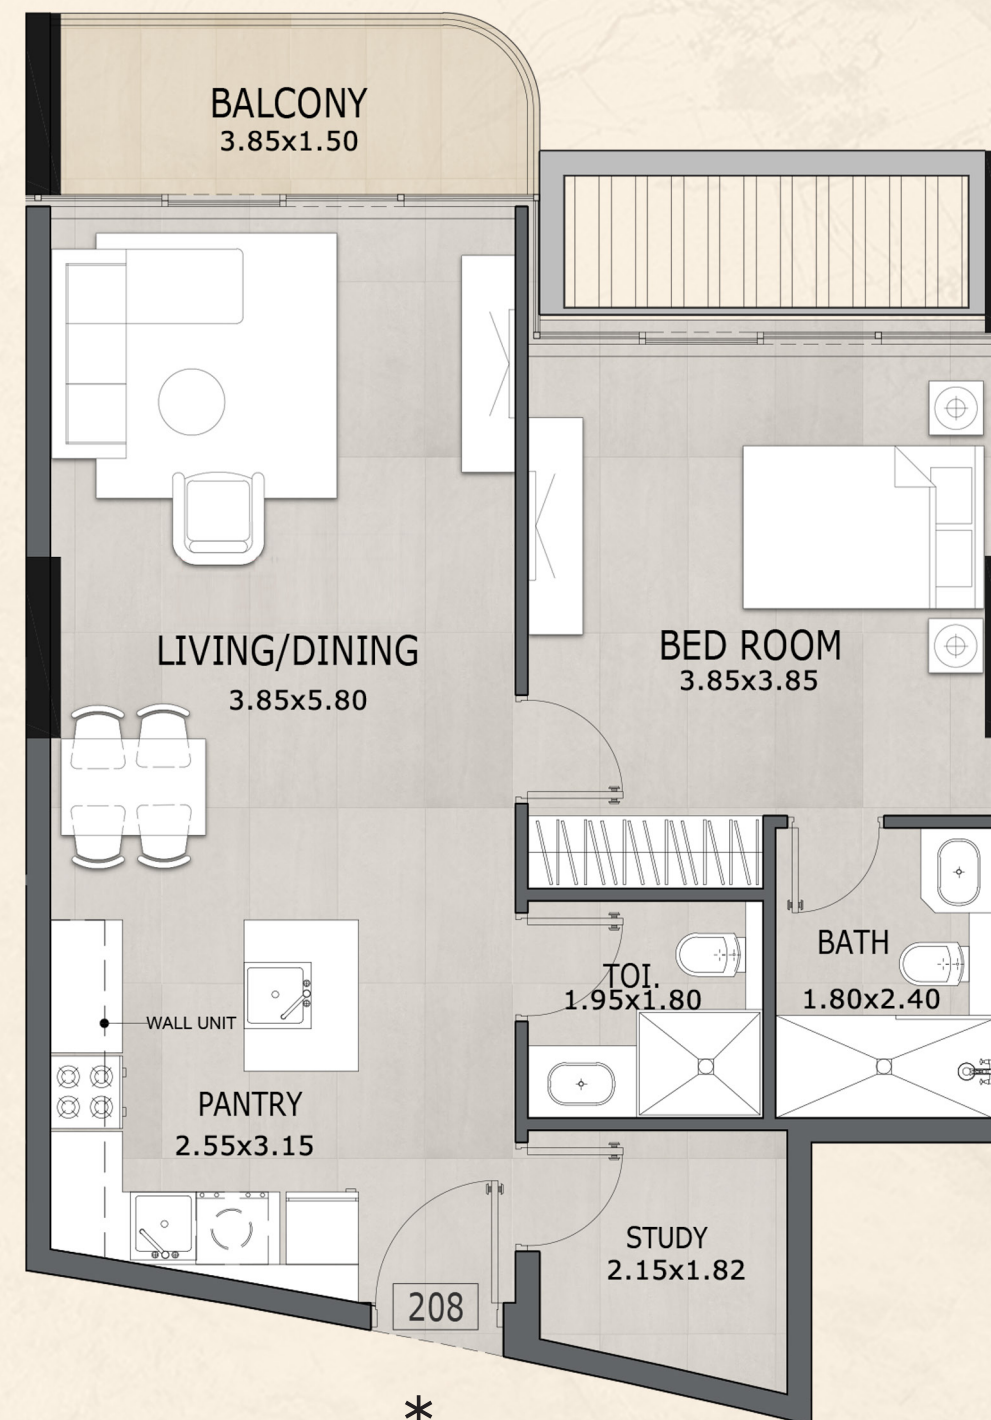 BALCONY
3.85x1.50
LIVING/DINING
3.85x5.80
BED ROOM
3.85x3.85
BATH
1.80x2.40
TOI.
1.95x1.80
WALL UNIT
PANTRY
2.55x3.15
STUDY
2.15x1.82
208
*